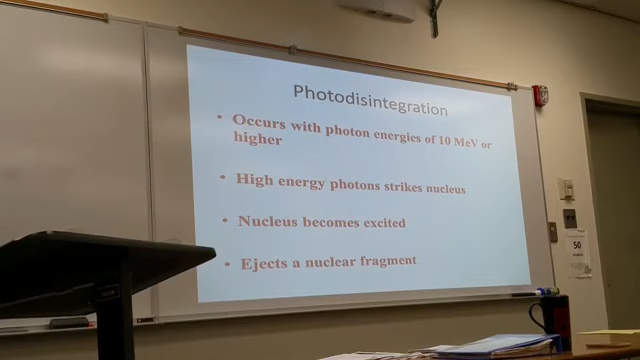 Photodisintegration
• Occurs with photon energies of 10 MeV or
higher
• High energy photons strikes nucleus
• Nucleus becomes excited
• Ejects a nuclear fragment
50